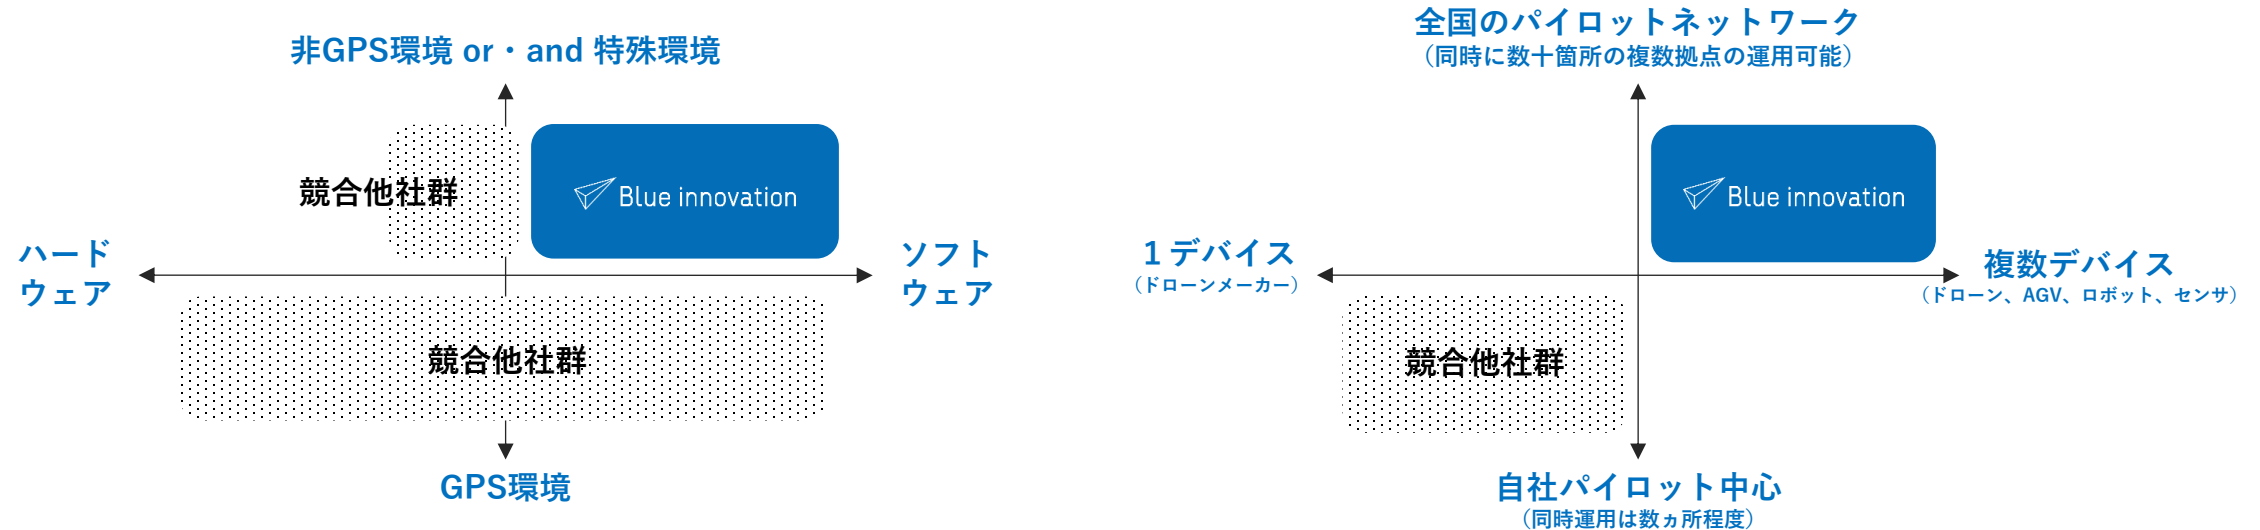 非GPS環境 or・and 特殊環境
競合他社群
Blue innovation
ハード
ウェア
ソフト
ウェア
競合他社群
GPS環境
全国のパイロットネットワーク
（同時に数十箇所の複数拠点の運用可能）
Blue innovation
１デバイス
（ドローンメーカー）
複数デバイス
（ドローン、AGV、ロボット、センサ）
競合他社群
自社パイロット中心
（同時運用は数ヵ所程度）